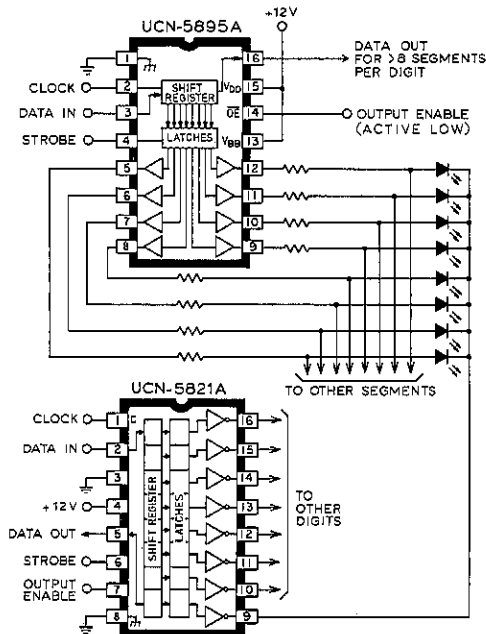 UCN-5895A
+12V
1
16
DATA OUT
FOR >8 SEGMENTS
PER DIGIT
CLOCK
2
SHIFT
REGISTER
VDD
15
DATA IN
3
OE
14
OUTPUT ENABLE
(ACTIVE LOW)
STROBE
4
LATCHES
VBB
13
5
12
6
11
7
10
8
9
TO OTHER SEGMENTS
UCN-5821A
CLOCK
1
C
16
DATA IN
2
15
3
14
+12V
4
SHIFT REGISTER
LATCHES
13
TO
OTHER
DIGITS
DATA OUT
5
12
STROBE
6
11
OUTPUT
ENABLE
7
10
8
9